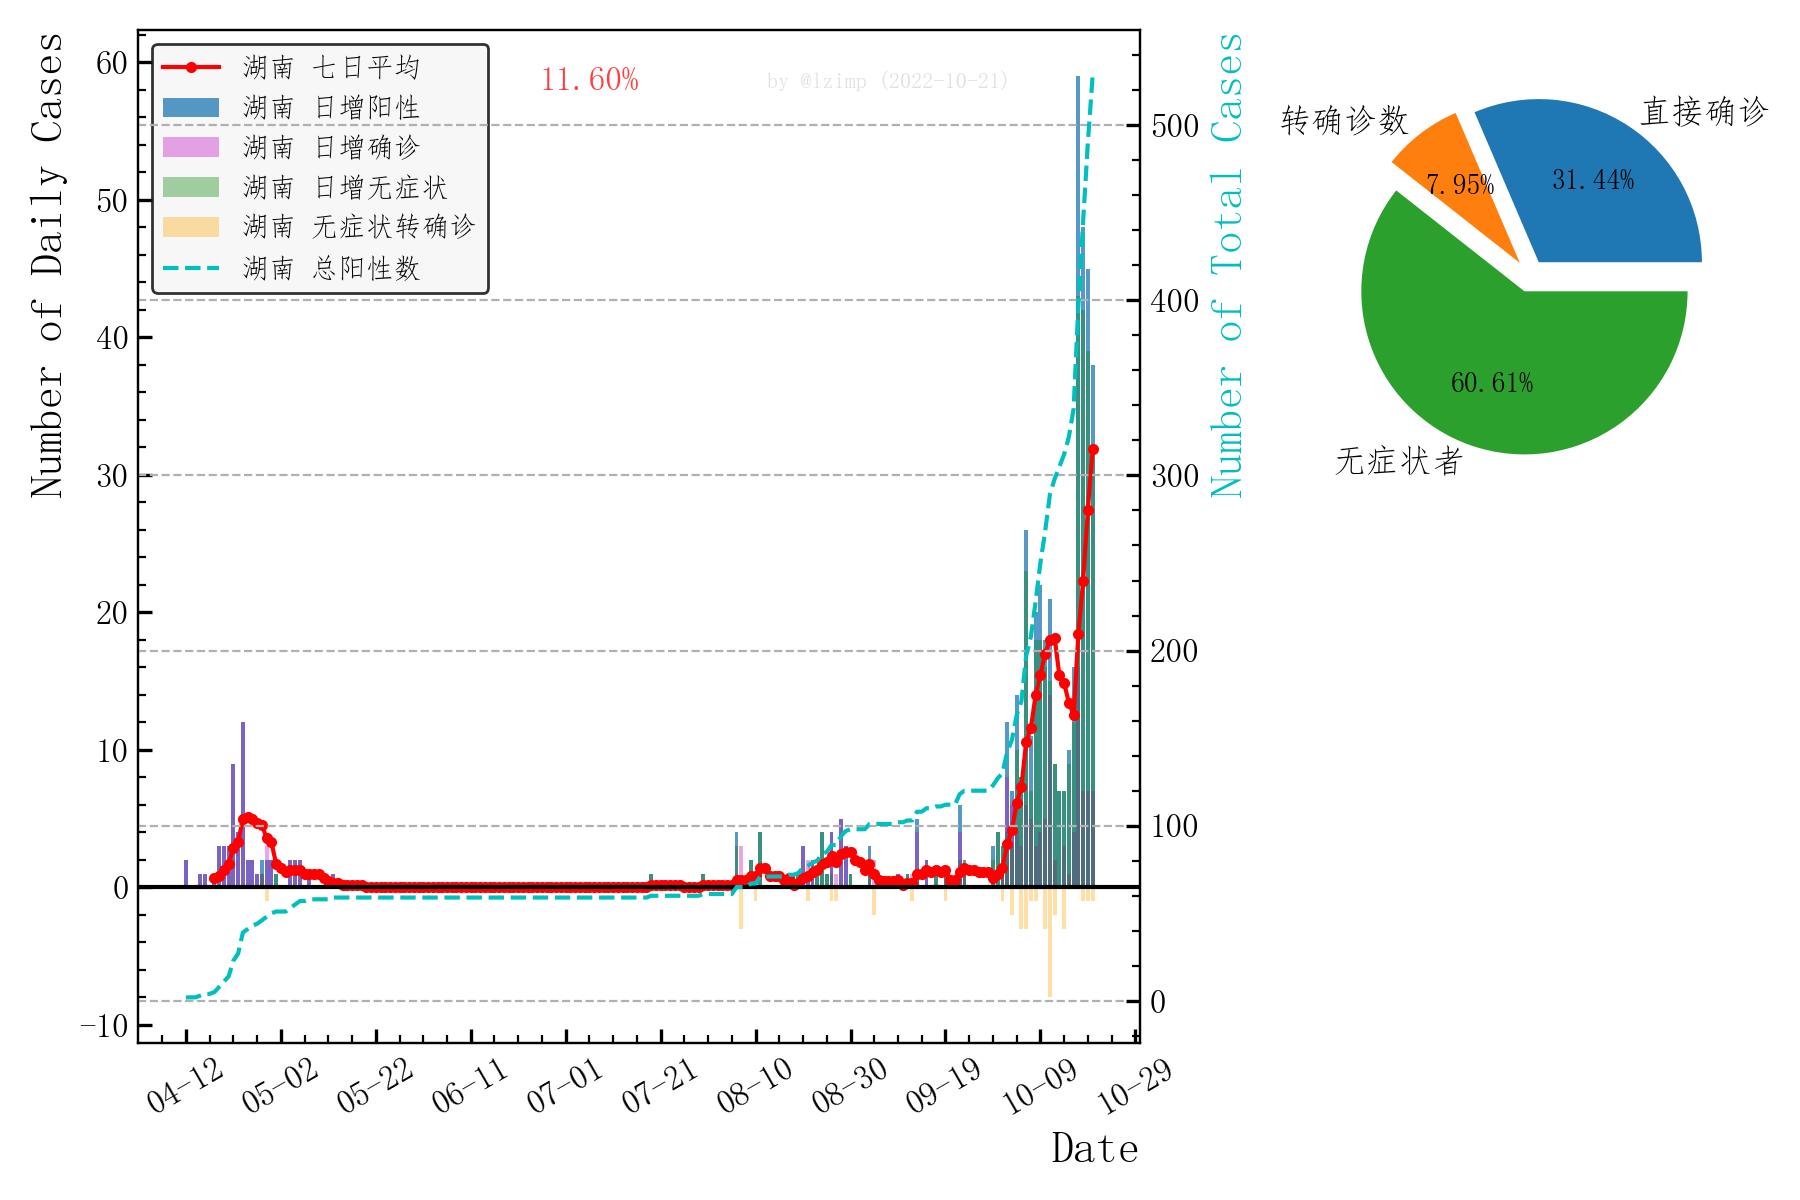 湖南 七日平均
湖南 日增阳性
湖南 日增确诊
湖南 日增无症状
湖南 无症状转确诊
湖南 总阳性数
11.60%
by @lzimp (2022-10-21)
Number of Daily Cases
60
50
40
30
20
10
0
−10
Number of Total Cases
500
400
300
200
100
0
04−12
05−02
05−22
06−11
07−01
07−21
08−10
08−30
09−19
10−09
10−29
Date
转确诊数
直接确诊
7.95%
31.44%
60.61%
无症状者